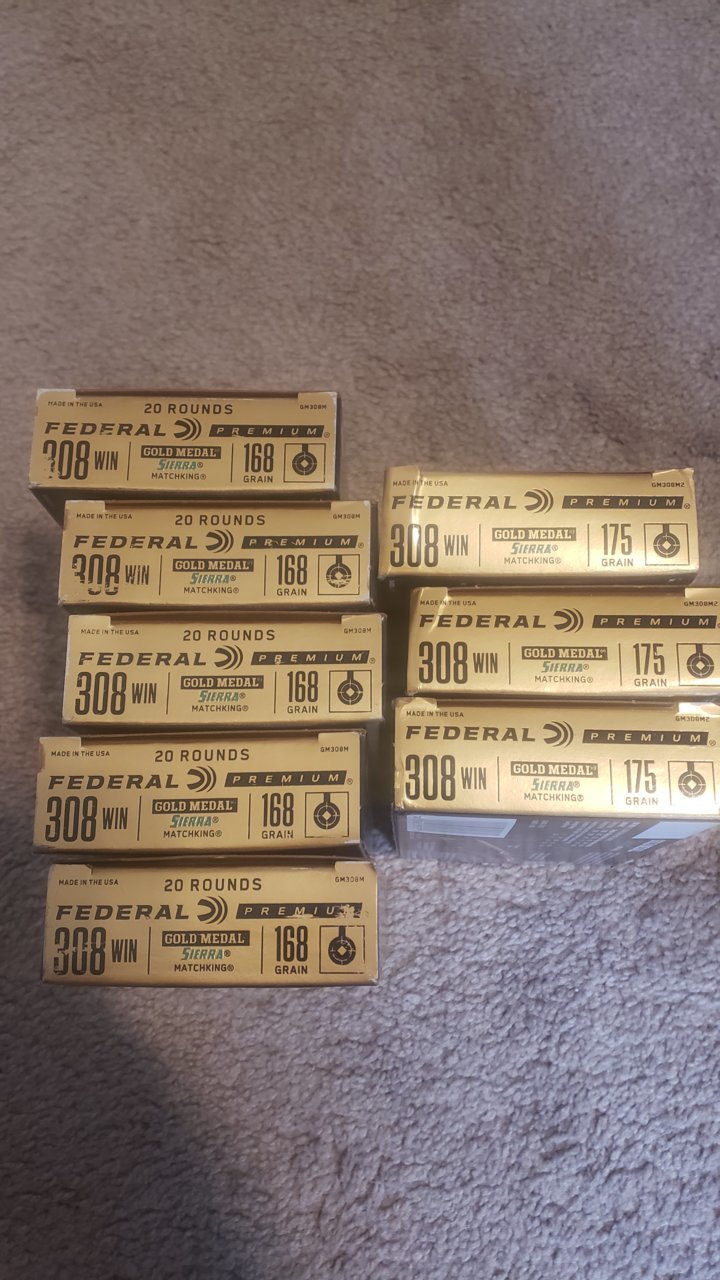 MADE IN THE USA 20 ROUNDS GM308M
FEDERAL PREMIUM®
308 WIN GOLD MEDAL® SIERRA® MATCHKING® 168 GRAIN
MADE IN THE USA 20 ROUNDS GM308M
FEDERAL PREMIUM®
308 WIN GOLD MEDAL® SIERRA® MATCHKING® 168 GRAIN
MADE IN THE USA 20 ROUNDS GM308M
FEDERAL PREMIUM®
308 WIN GOLD MEDAL® SIERRA® MATCHKING® 168 GRAIN
MADE IN THE USA 20 ROUNDS GM308M
FEDERAL PREMIUM®
308 WIN GOLD MEDAL® SIERRA® MATCHKING® 168 GRAIN
MADE IN THE USA 20 ROUNDS GM308M
FEDERAL PREMIUM
308 WIN GOLD MEDAL SIERRA® MATCHKING® 168 GRAIN
MADE IN THE USA GM308M2
FEDERAL PREMIUM®
308 WIN GOLD MEDAL® SIERRA® MATCHKING® 175 GRAIN
MADE IN THE USA GM308M2
FEDERAL PREMIUM
308 WIN GOLD MEDAL® SIERRA® MATCHKING® 175 GRAIN
MADE IN THE USA GM308M2
FEDERAL PREMIUM®
308 WIN GOLD MEDAL® SIERRA® MATCHKING® 175 GRAIN